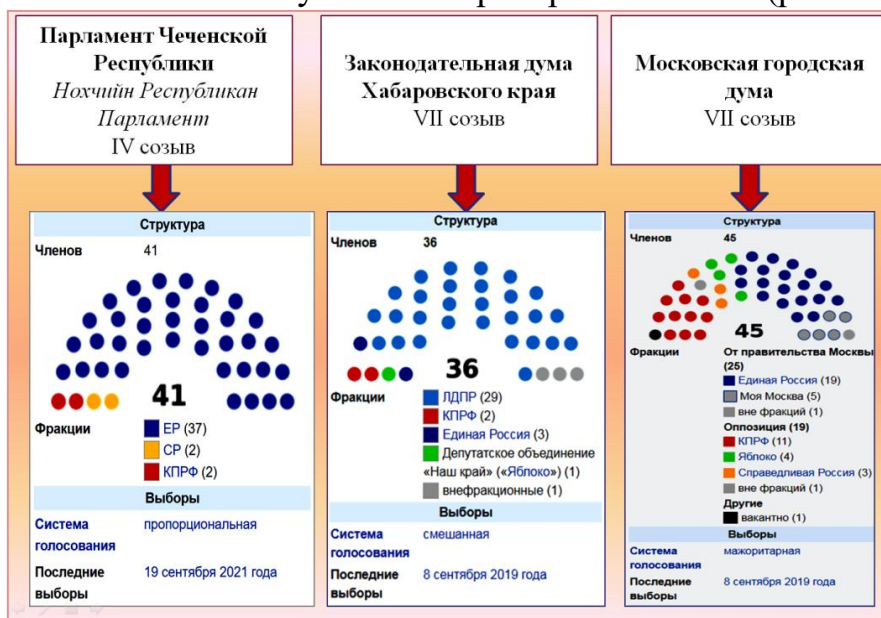 Парламент Чеченской
Республики
Нохчийн Республикан
Парламент
IV созыв
Законодательная дума
Хабаровского края
VII созыв
Московская городская
дума
VII созыв
Структура
Членов 41
41
Фракции
ЕР (37)
СР (2)
КПРФ (2)
Выборы
Система пропорциональная
голосования
Последние 19 сентября 2021 года
выборы
Структура
Членов 36
36
Фракции
ЛДПР (29)
КПРФ (2)
Единая Россия (3)
Депутатское объединение
«Наш край» («Яблоко») (1)
внефракционные (1)
Выборы
Система смешанная
голосования
Последние 8 сентября 2019 года
выборы
Структура
Членов 45
45
Фракции От правительства Москвы
(25)
Единая Россия (19)
Моя Москва (5)
вне фракций (1)
Оппозиция (19)
КПРФ (11)
Яблоко (4)
Справедливая Россия (3)
вне фракций (1)
Другие
вакантно (1)
Выборы
Система мажоритарная
голосования
Последние 8 сентября 2019 года
выборы